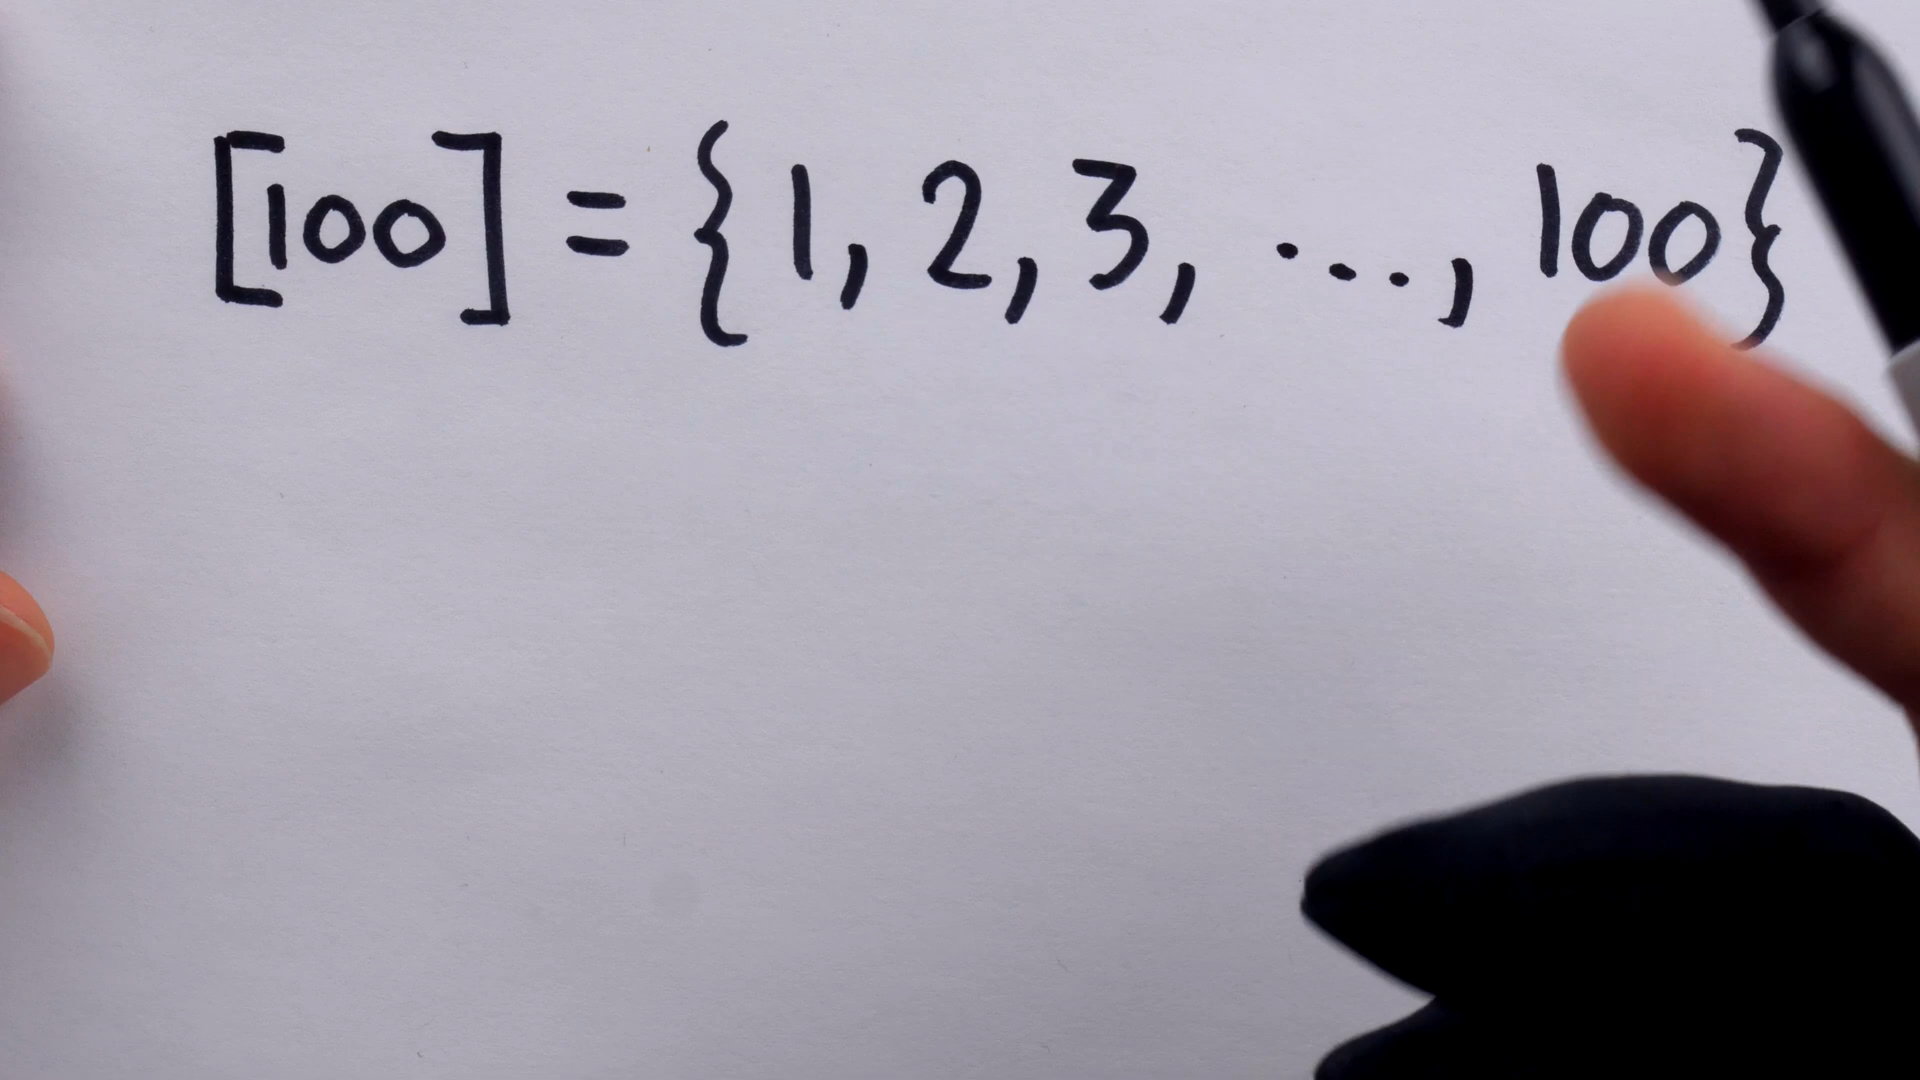 [100] = {1, 2, 3, ..., 100}